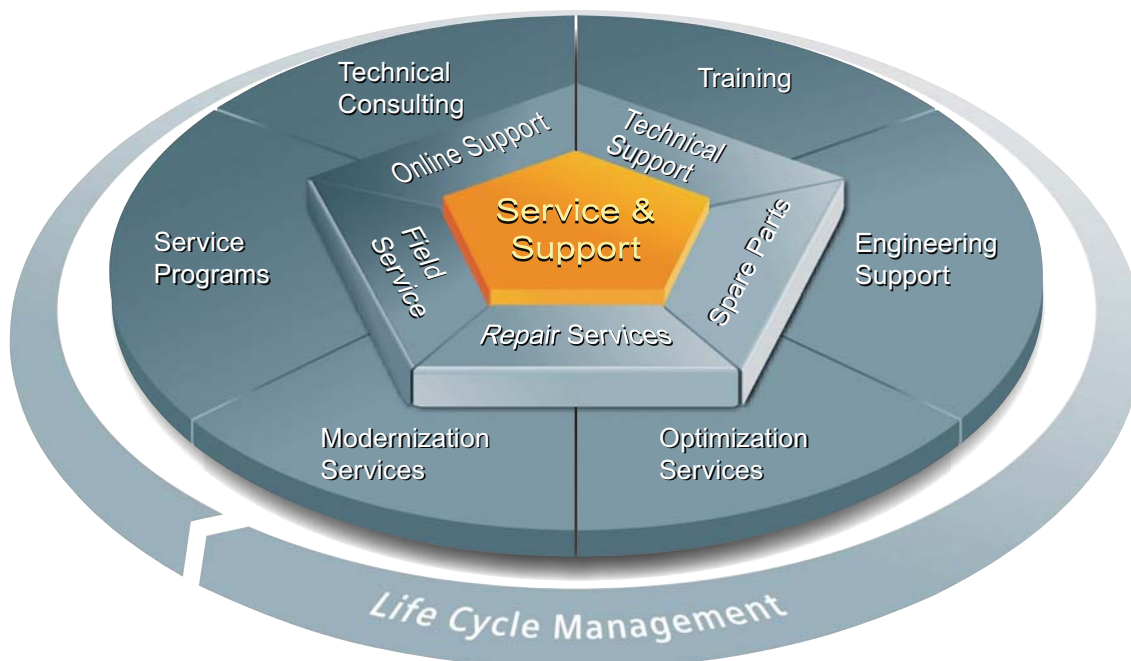 Technical
Consulting
Training
Online Support
Technical
Support
Service &
Support
Service
Programs
Field
Service
Spare Parts
Engineering
Support
Repair Services
Modernization
Services
Optimization
Services
Life Cycle Management